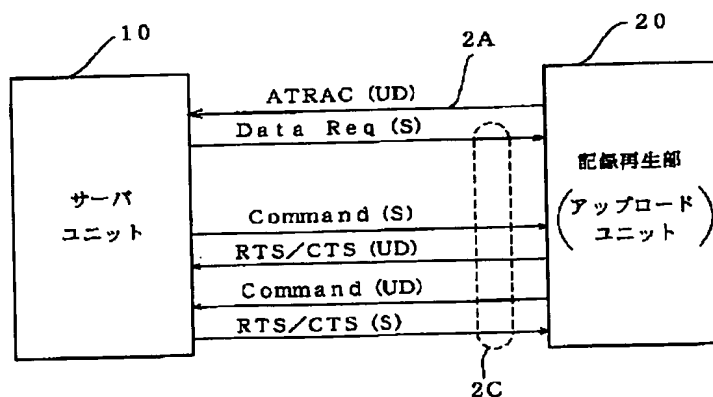 10
2A
20
ATRAC (UD)
Data Req (S)
サーバ
ユニット
記録再生部
(アップロード
ユニット)
Command (S)
RTS/CTS (UD)
Command (UD)
RTS/CTS (S)
2C